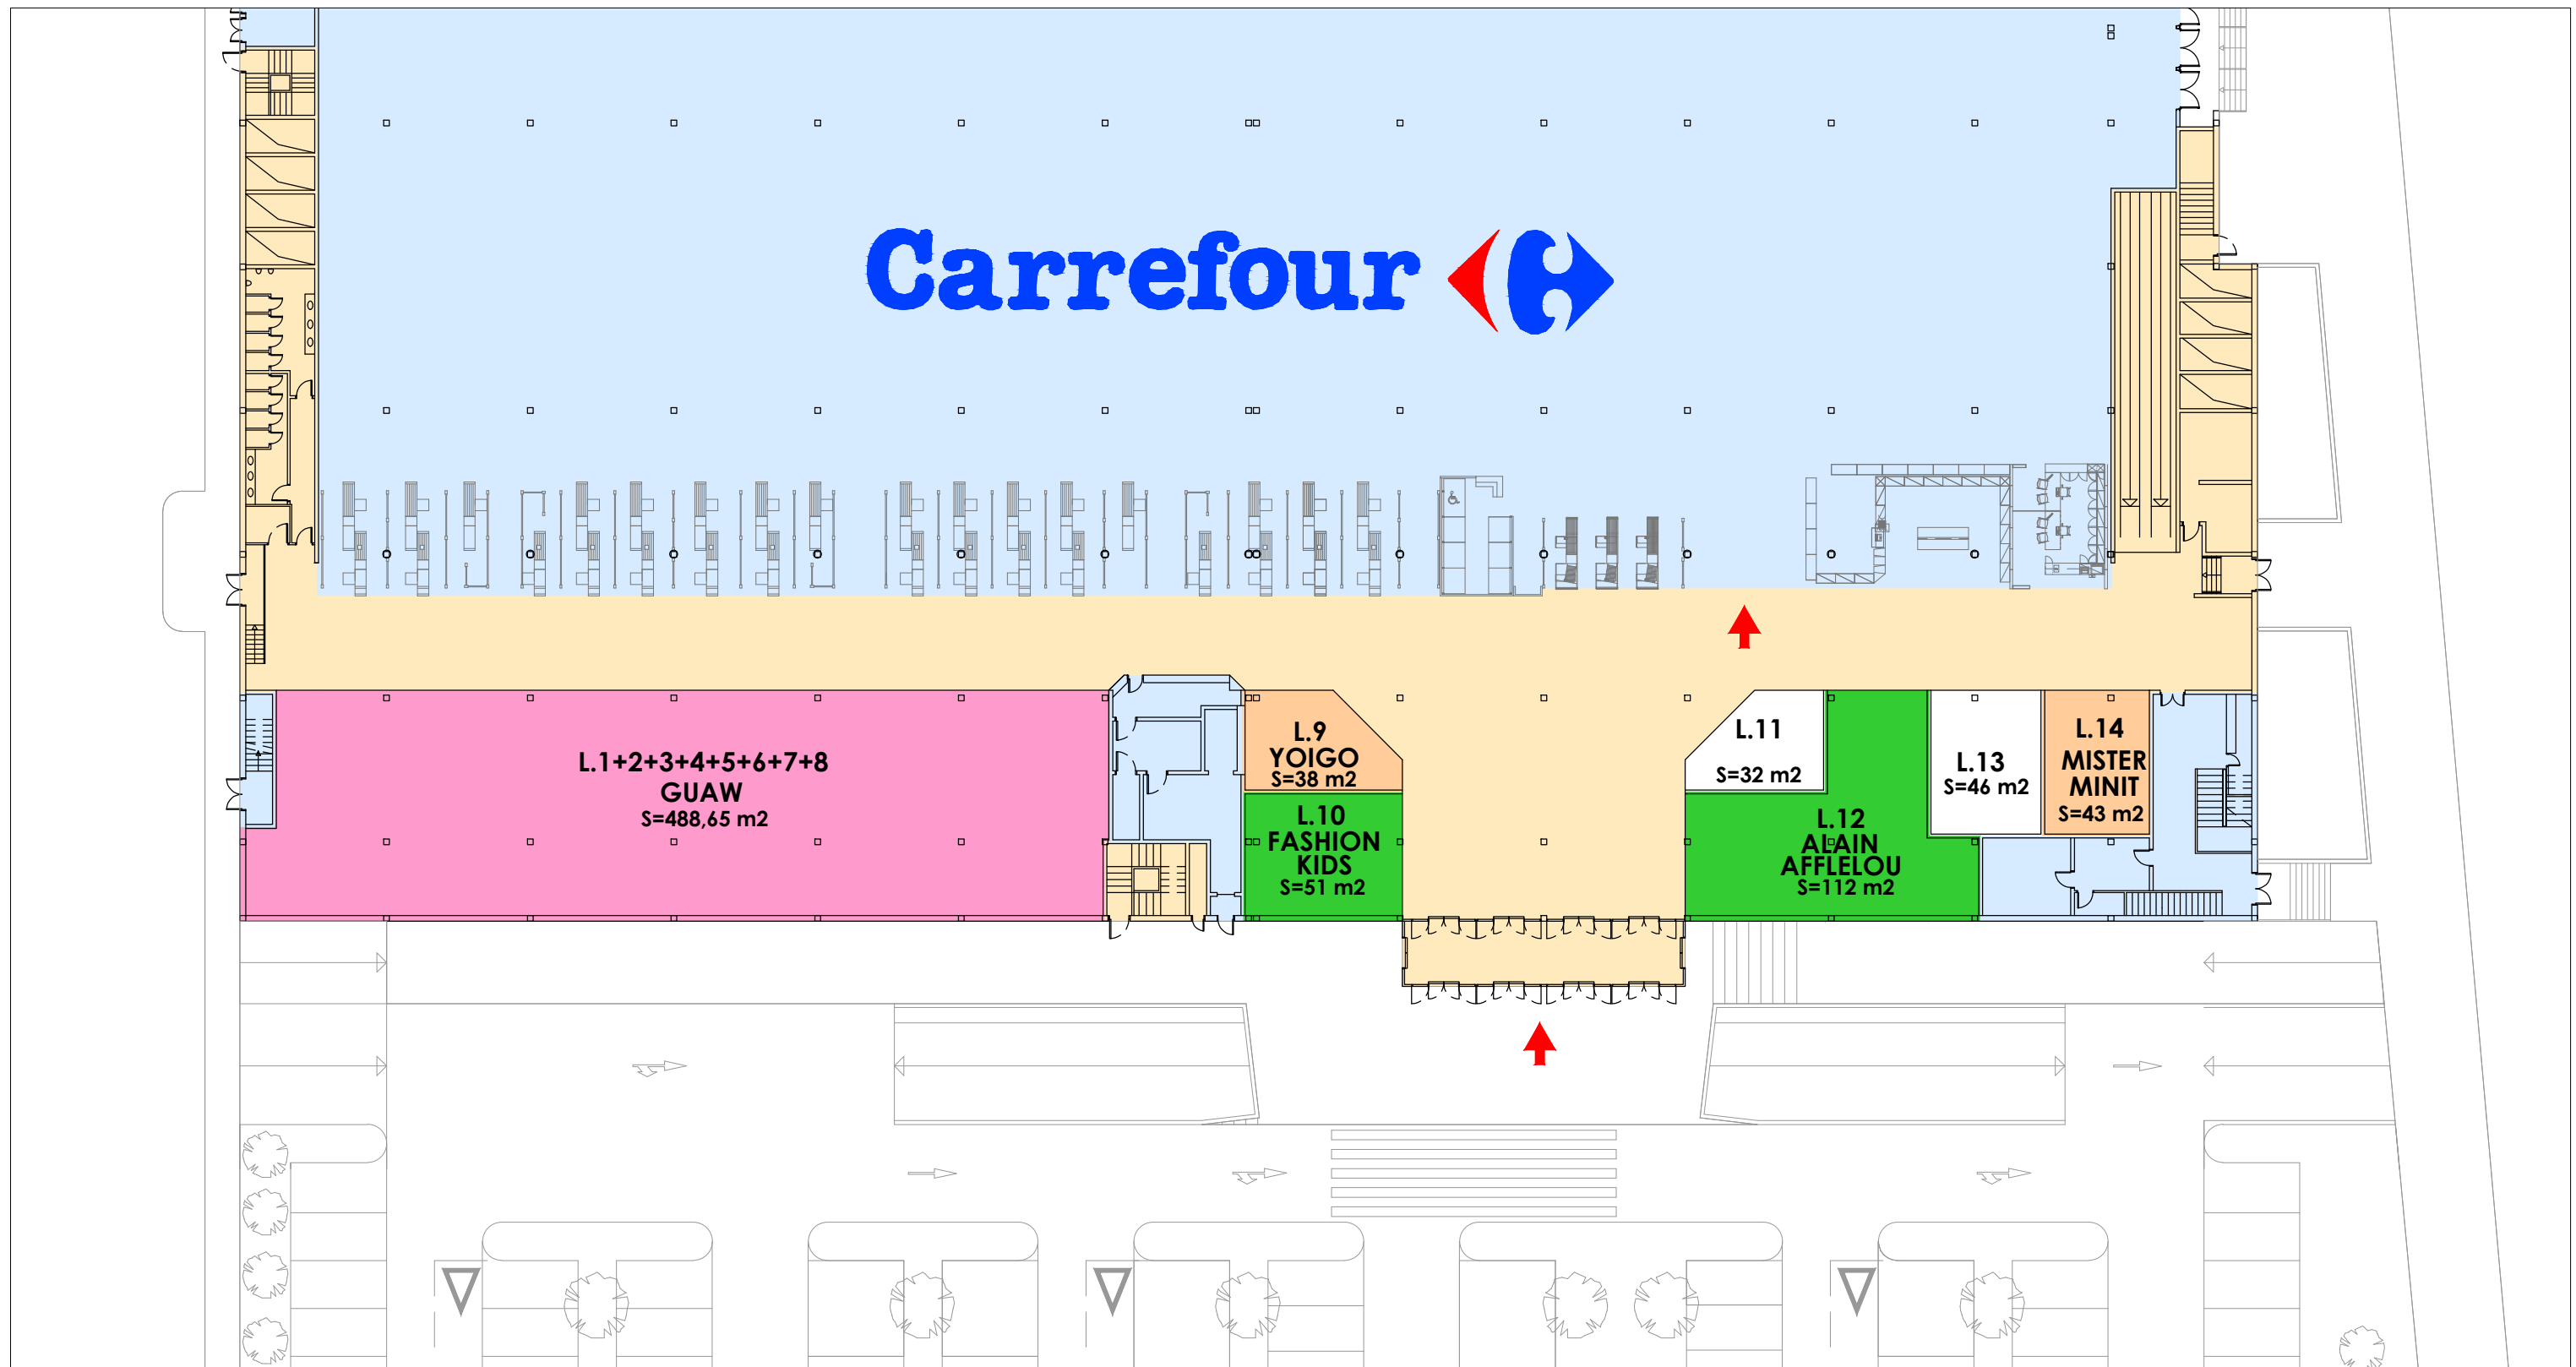 Carrefour
L.1+2+3+4+5+6+7+8
GUAW
S=488,65 m2
L.9
YOIGO
S=38 m2
L.10
FASHION
KIDS
S=51 m2
L.11
S=32 m2
L.12
ALAIN
AFFLELOU
S=112 m2
L.13
S=46 m2
L.14
MISTER
MINIT
S=43 m2